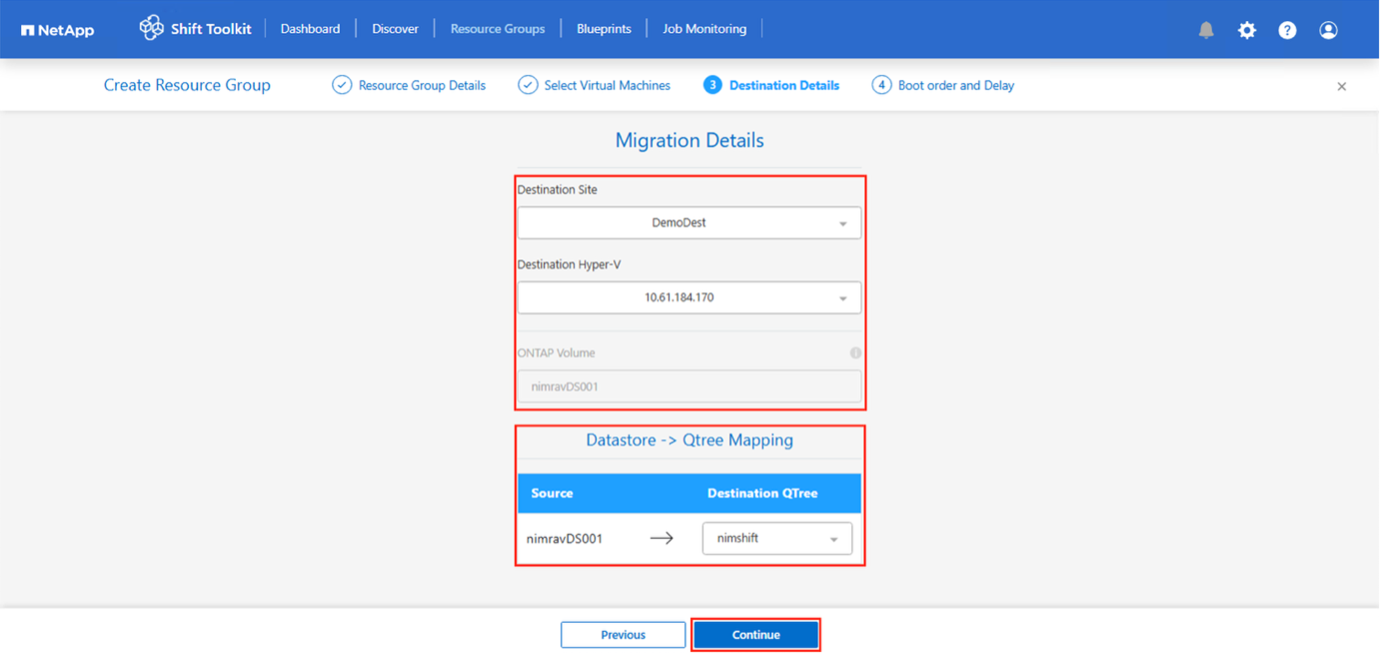 NetApp Shift Toolkit Dashboard Discover Resource Groups Blueprints Job Monitoring ?
Create Resource Group Resource Group Details Select Virtual Machines 3 Destination Details 4 Boot order and Delay
Migration Details
Destination Site
DemoDest
Destination Hyper-V
10.61.184.170
ONTAP Volume
nimravDS001
Datastore -> Qtree Mapping
Source Destination QTree
nimravDS001 nimshift
Previous Continue